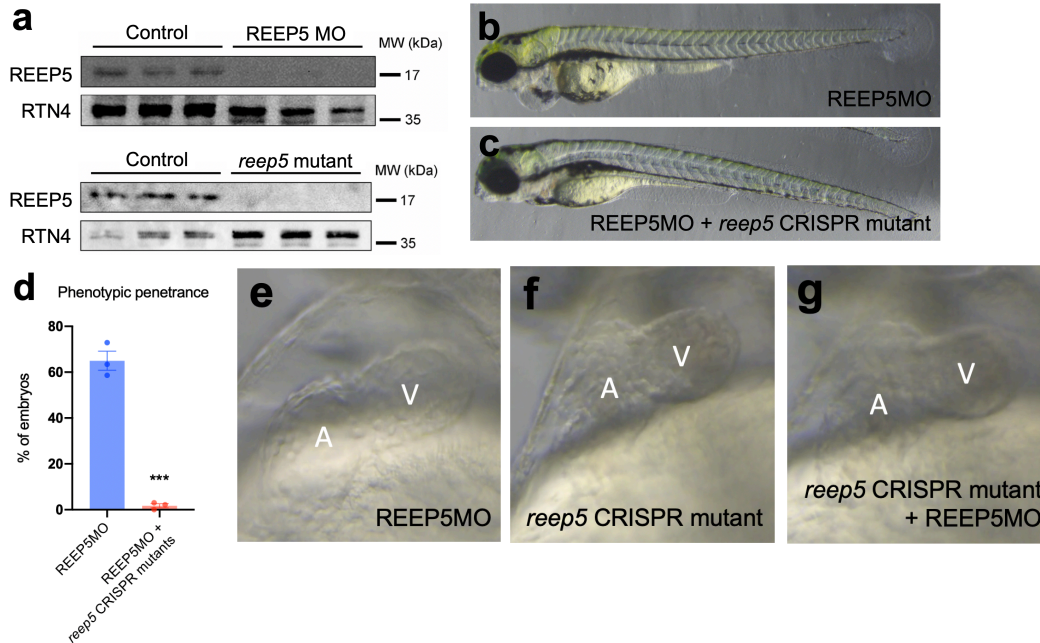 a
Control
REEP5 MO
MW (kDa)
REEP5
17
RTN4
35
Control
reep5 mutant
MW (kDa)
REEP5
17
RTN4
35
b
REEP5MO
c
REEP5MO + reep5 CRISPR mutant
d
Phenotypic penetrance
% of embryos
80
60
40
20
0
***
REEP5MO
REEP5MO +
reep5 CRISPR mutants
e
V
A
REEP5MO
f
V
A
reep5 CRISPR mutant
g
V
A
reep5 CRISPR mutant
+ REEP5MO